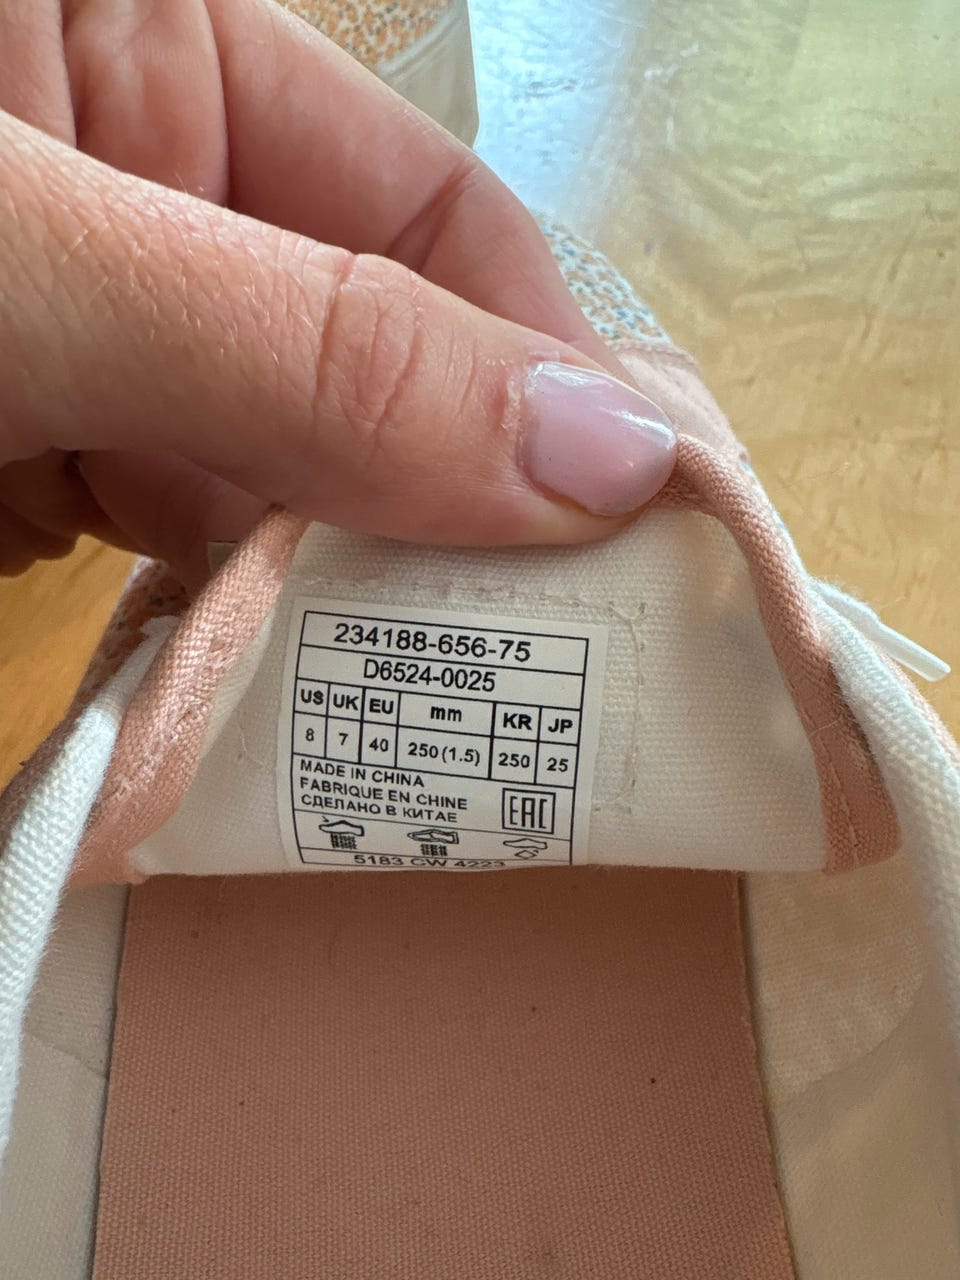 234188-656-75
D6524-0025
US UK EU mm KR JP
8 7 40 250 (1.5) 250 25
MADE IN CHINA
FABRIQUE EN CHINE
СДЕЛАНО В КИТАЕ
EAC
5183 CW 4223